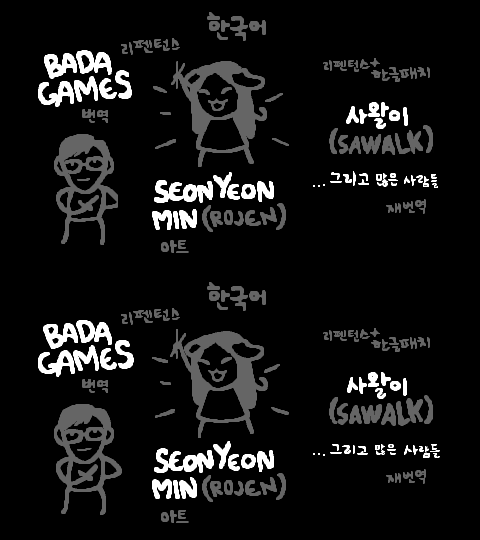 한국어
리펜턴스
BADA
GAMES
번역
SEONYEON
MIN (ROJEN)
아트
리펜턴스+
한글패치
사왈이
(SAWALK)
...그리고 많은 사람들
재번역
한국어
리펜턴스
BADA
GAMES
번역
SEONYEON
MIN (ROJEN)
아트
리펜턴스+
한글패치
사왈이
(SAWALK)
...그리고 많은 사람들
재번역